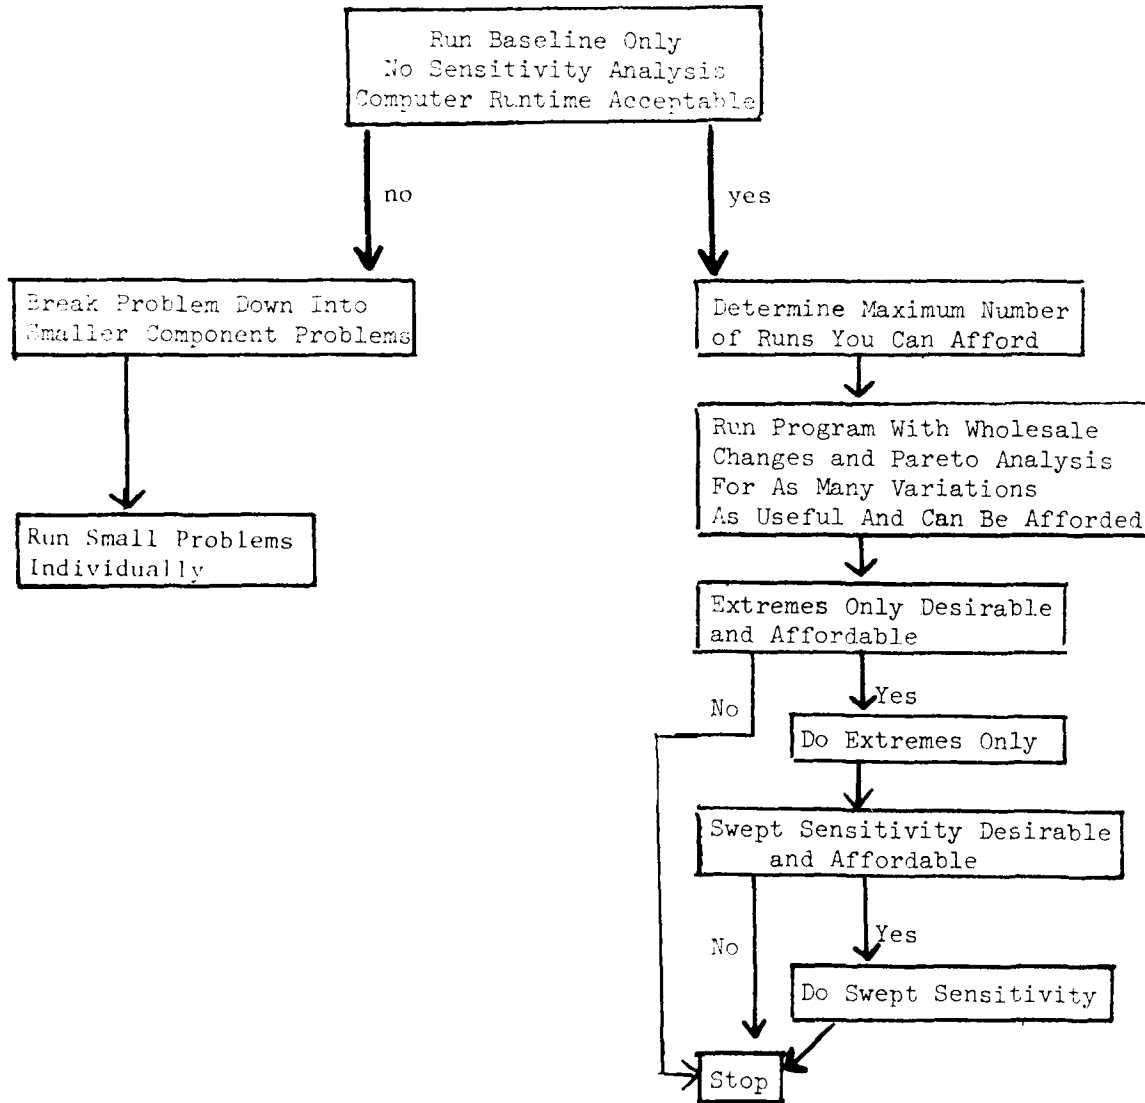 Run Baseline Only
No Sensitivity Analysis
Computer Runtime Acceptable
no
yes
Break Problem Down Into
Smaller Component Problems
Determine Maximum Number
of Runs You Can Afford
Run Program With Wholesale
Changes and Pareto Analysis
For As Many Variations
As Useful And Can Be Afforded
Run Small Problems
Individually
Extremes Only Desirable
and Affordable
No
Yes
Do Extremes Only
Swept Sensitivity Desirable
and Affordable
No
Yes
Do Swept Sensitivity
Stop